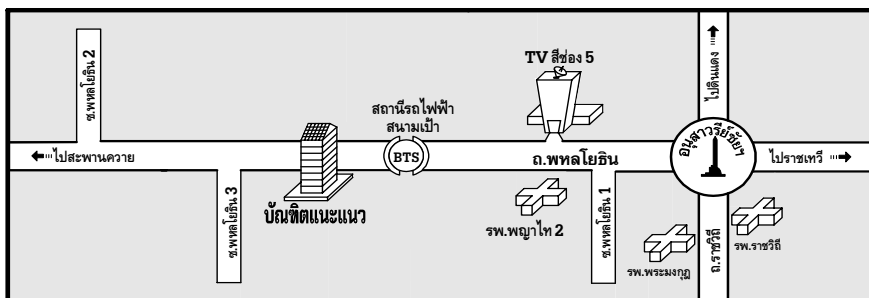 TV สีช่อง 5
ไปดินแดง
ซ.พหลโยธิน 2
สถานีรถไฟฟ้า
สนามเป้า
BTS
อนุสาวรีย์ชัยฯ
ไปสะพานควาย
ถ.พหลโยธิน
ไปราชเทวี
ซ.พหลโยธิน 3
บัณฑิตแนะแนว
รพ.พญาไท 2
ซ.พหลโยธิน 1
รพ.พระมงกุฎ
ถ.ราชวิถี
รพ.ราชวิถี